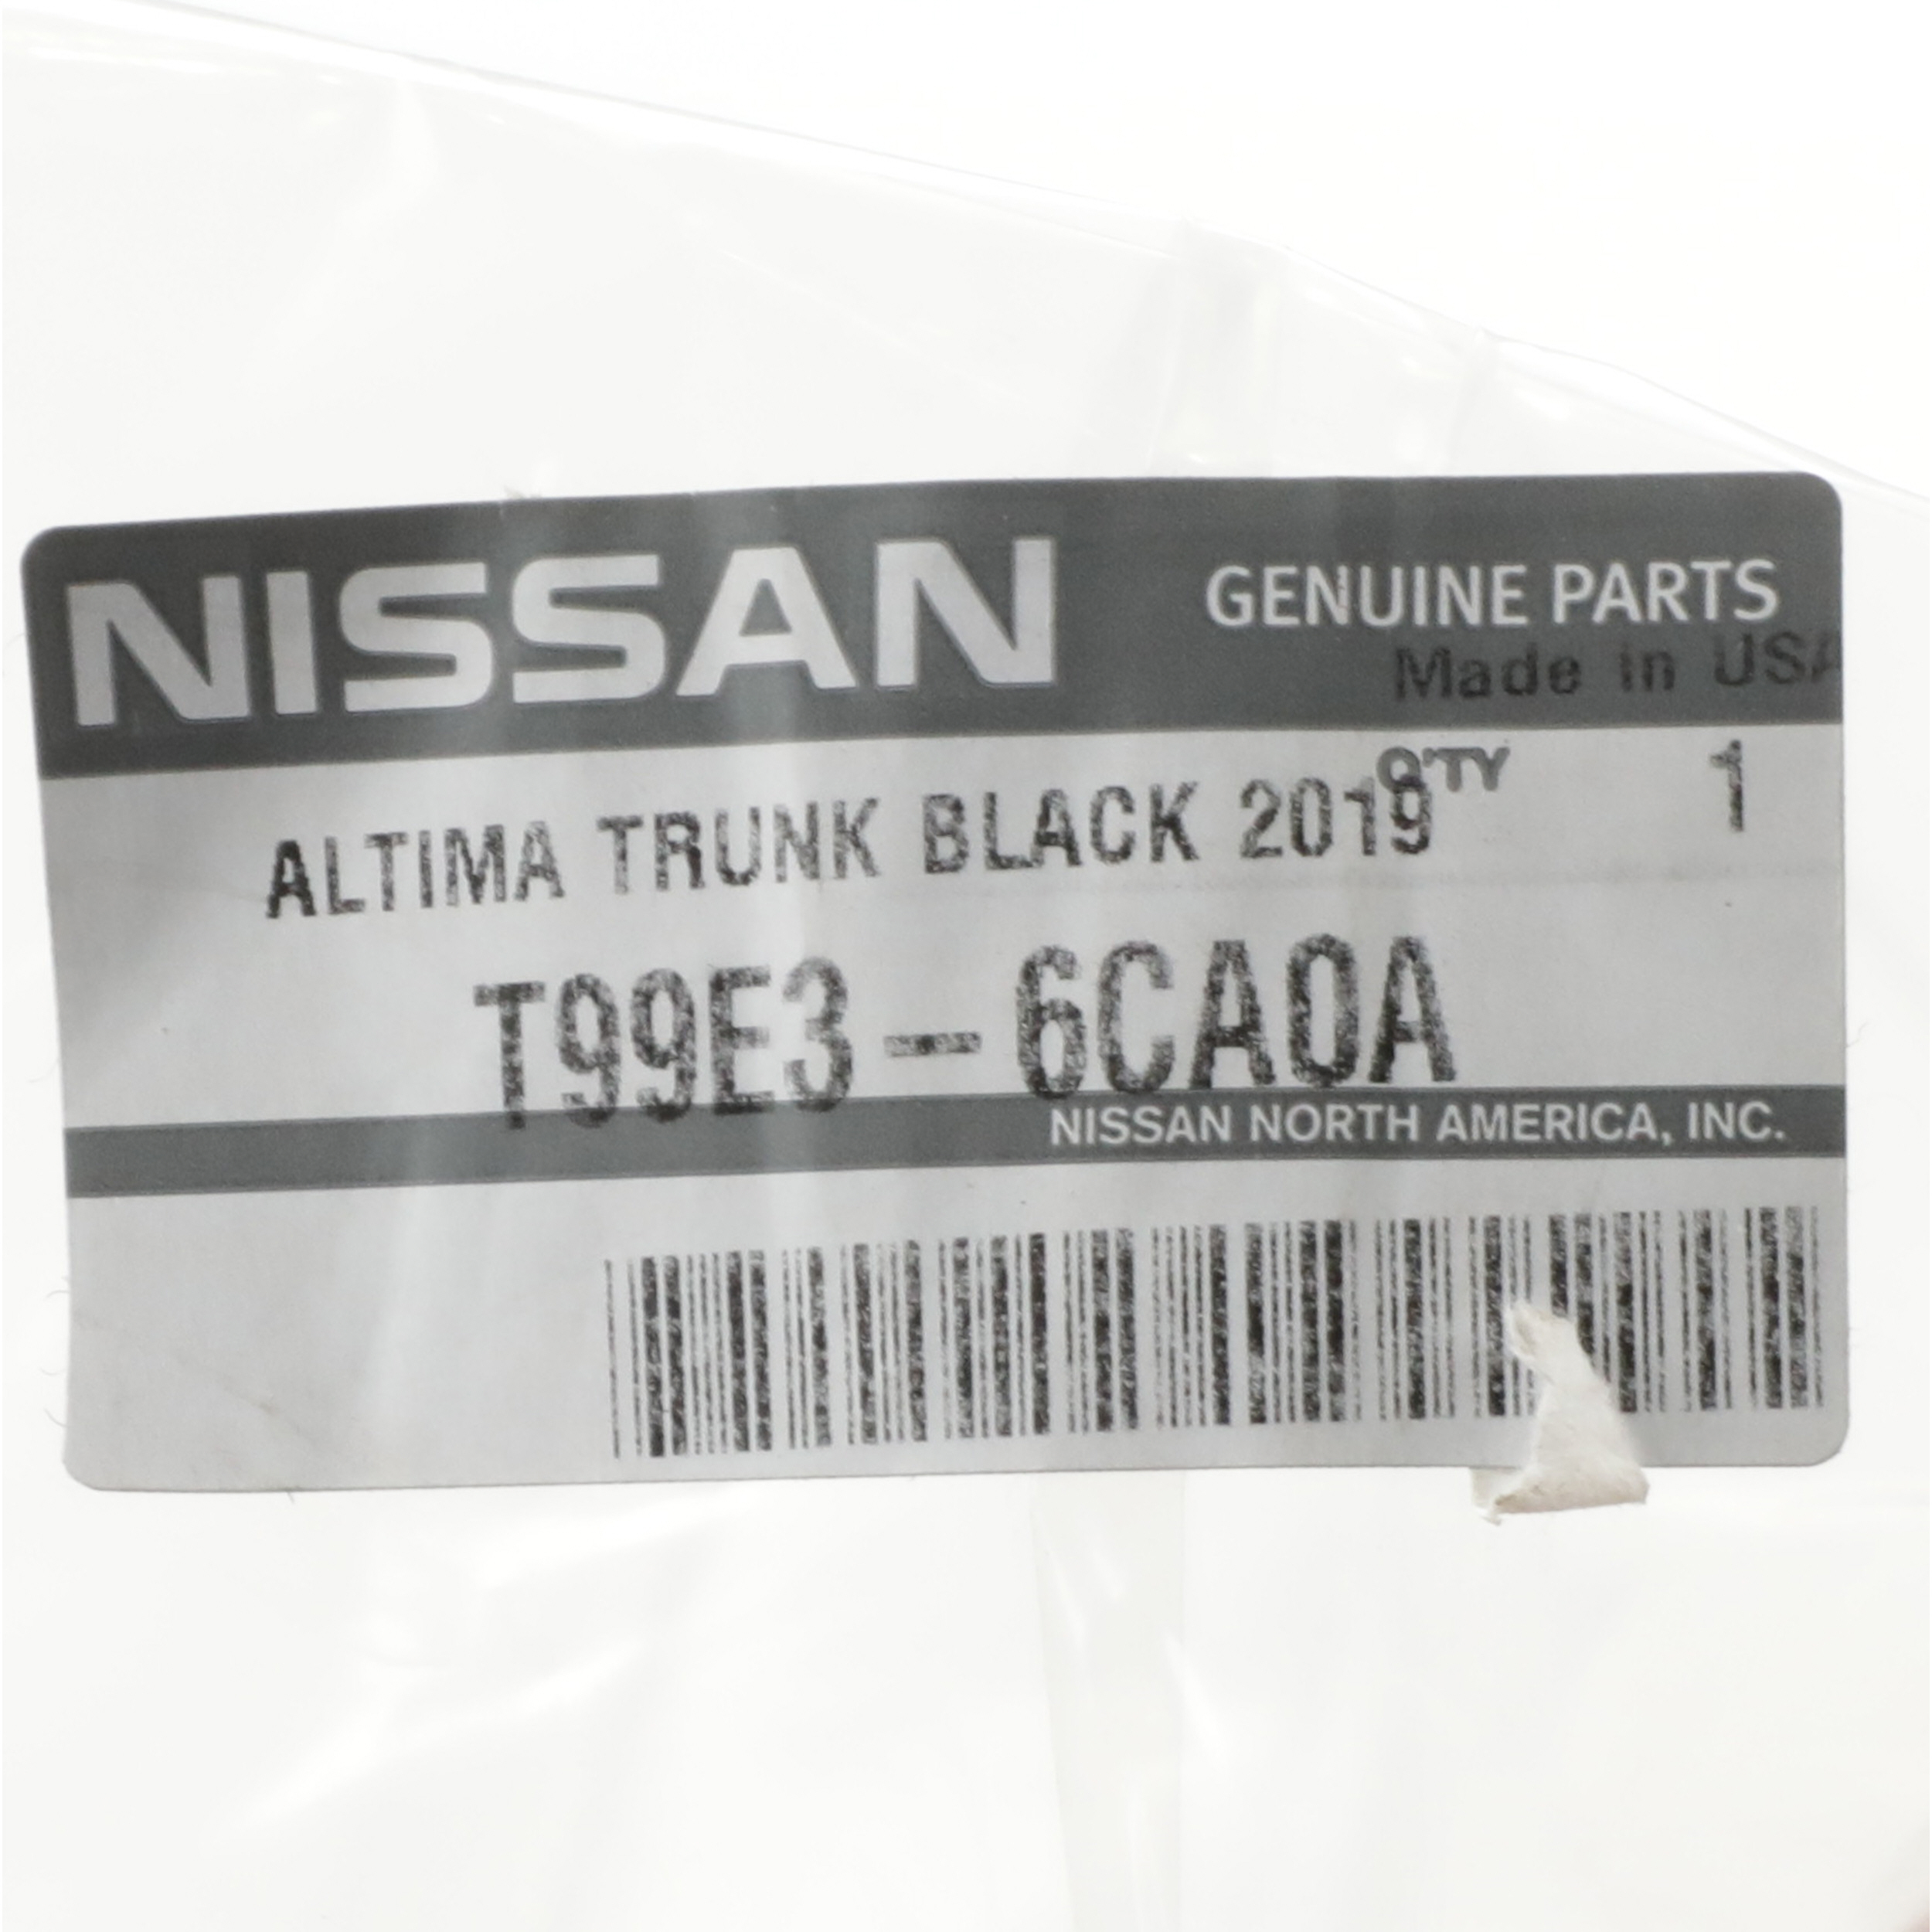 NISSAN GENUINE PARTS
Made in USA
Q'TY 1
ALTIMA TRUNK BLACK 2019
T99E3-6CA0A
NISSAN NORTH AMERICA, INC.